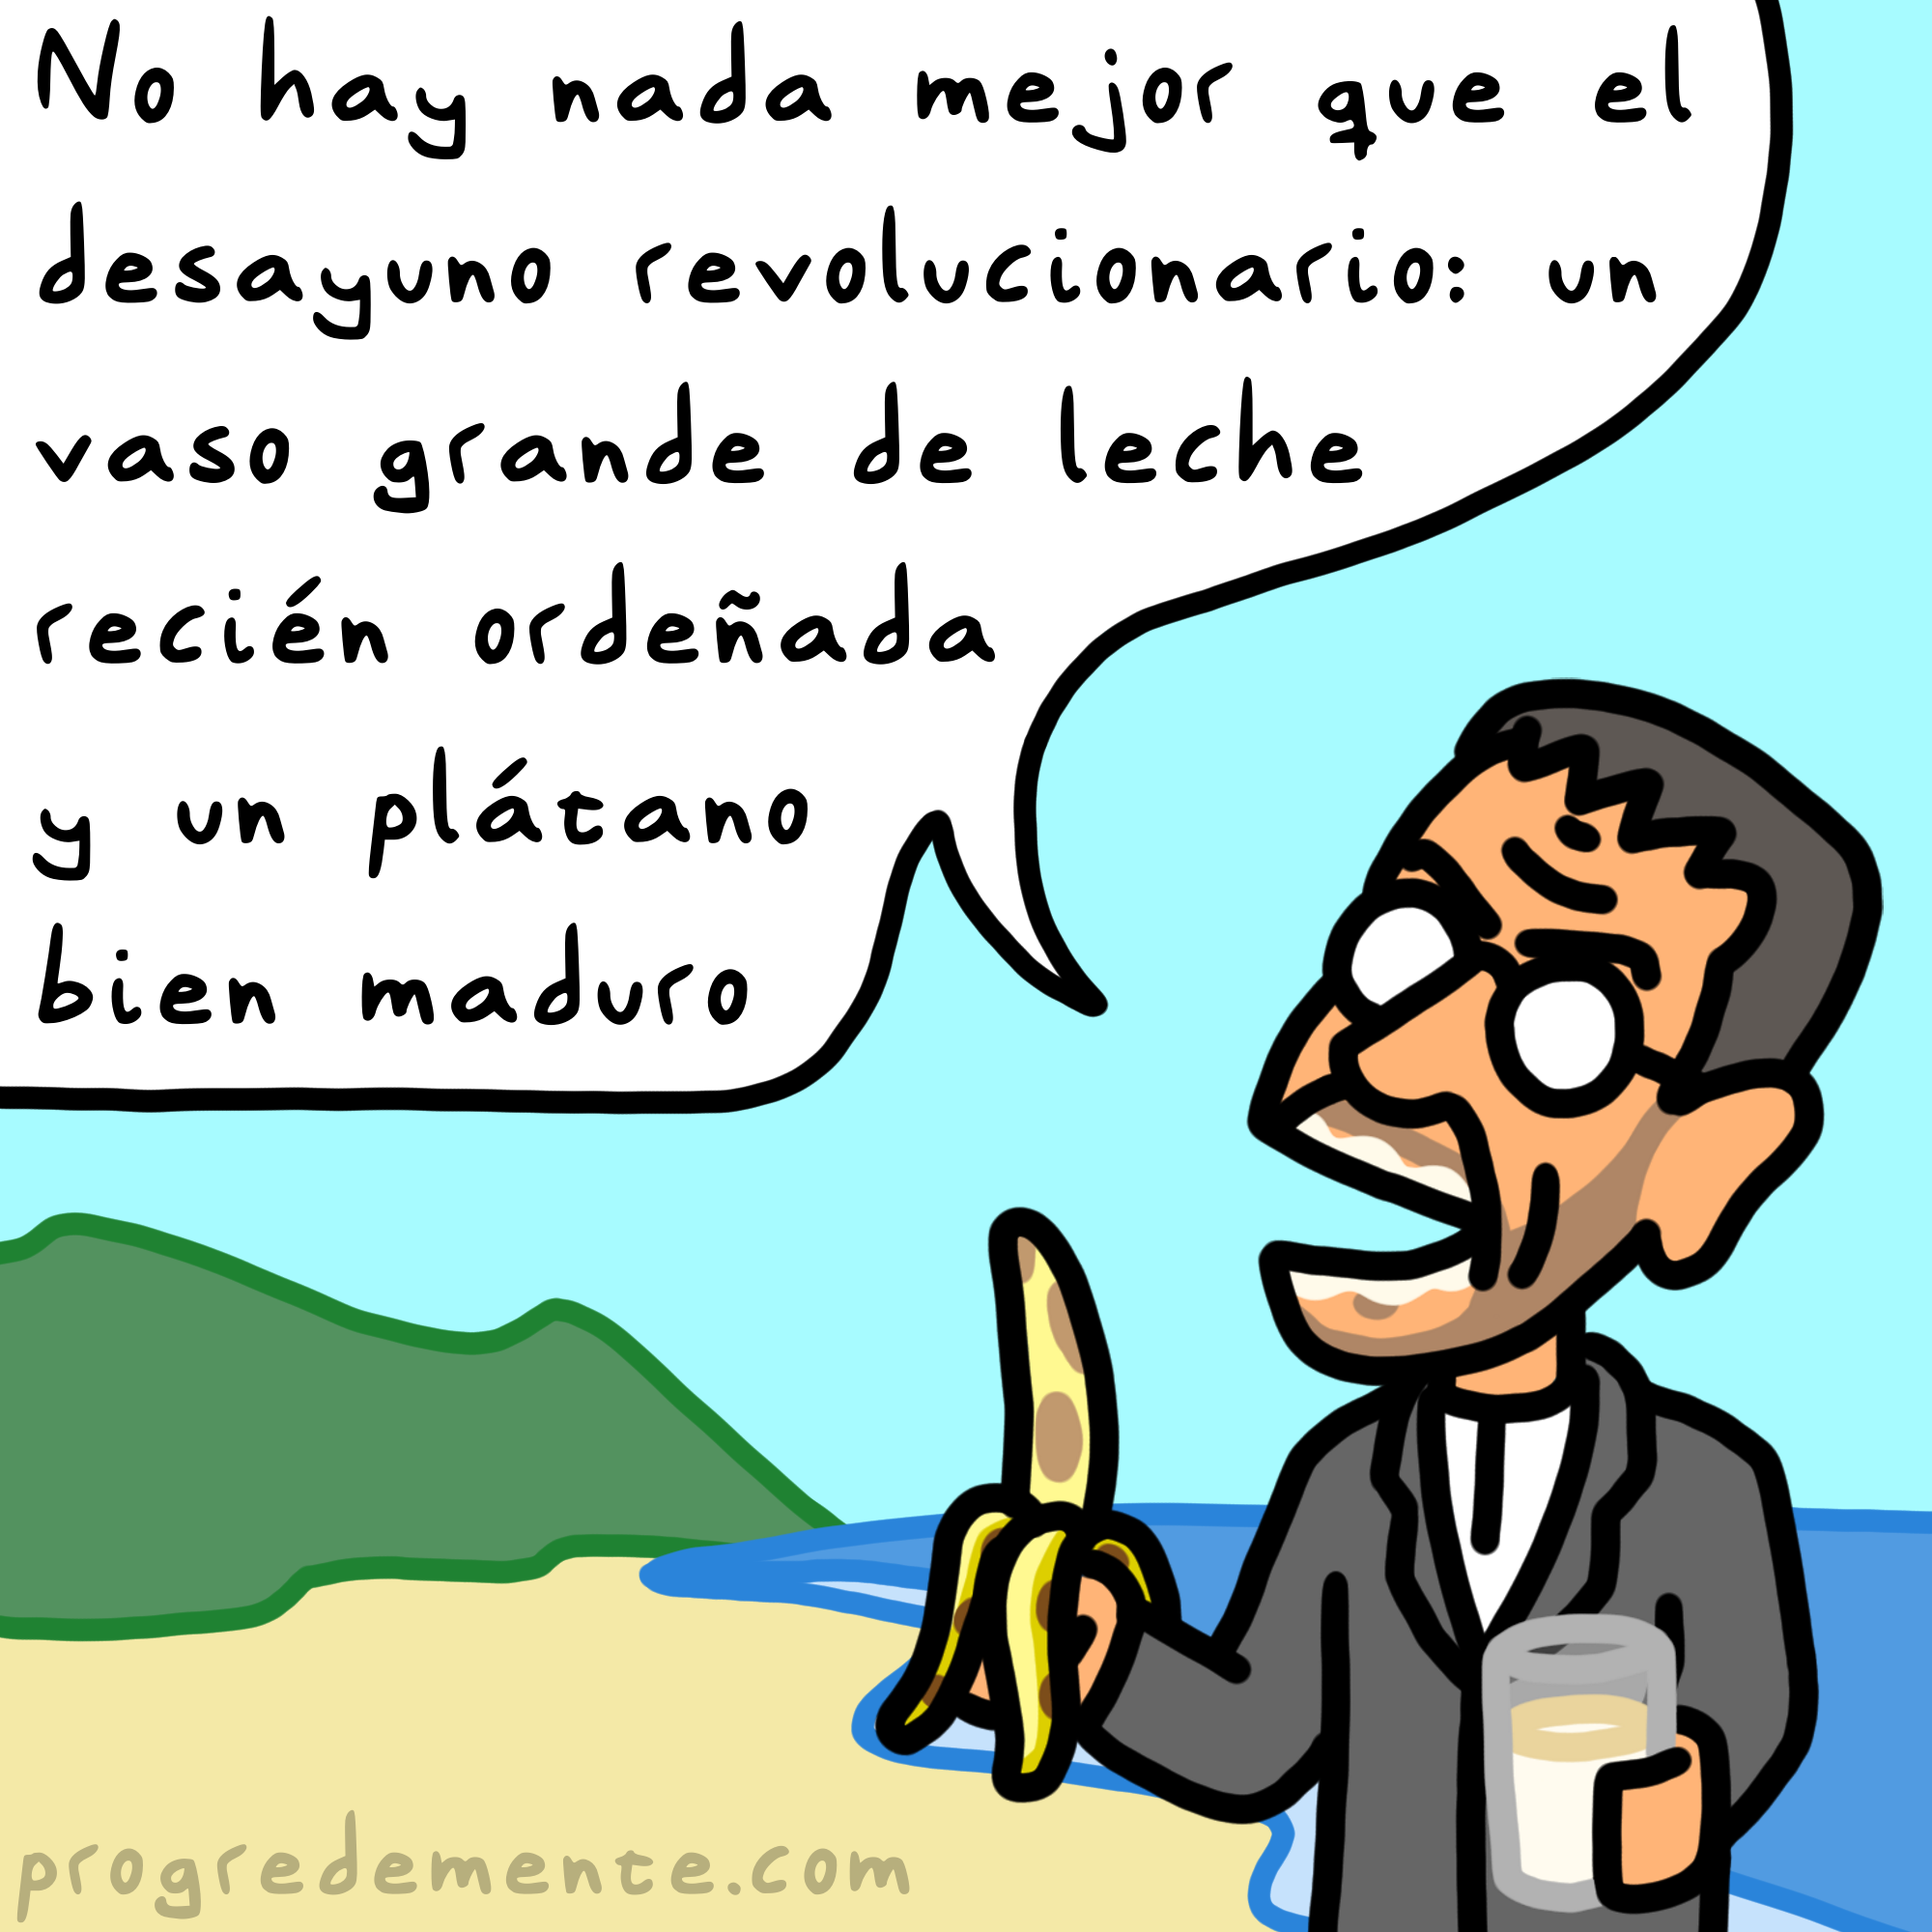 No hay nada mejor que el
desayuno revolucionario: un
vaso grande de leche
recién ordeñada
y un plátano
bien maduro
progredemente.com